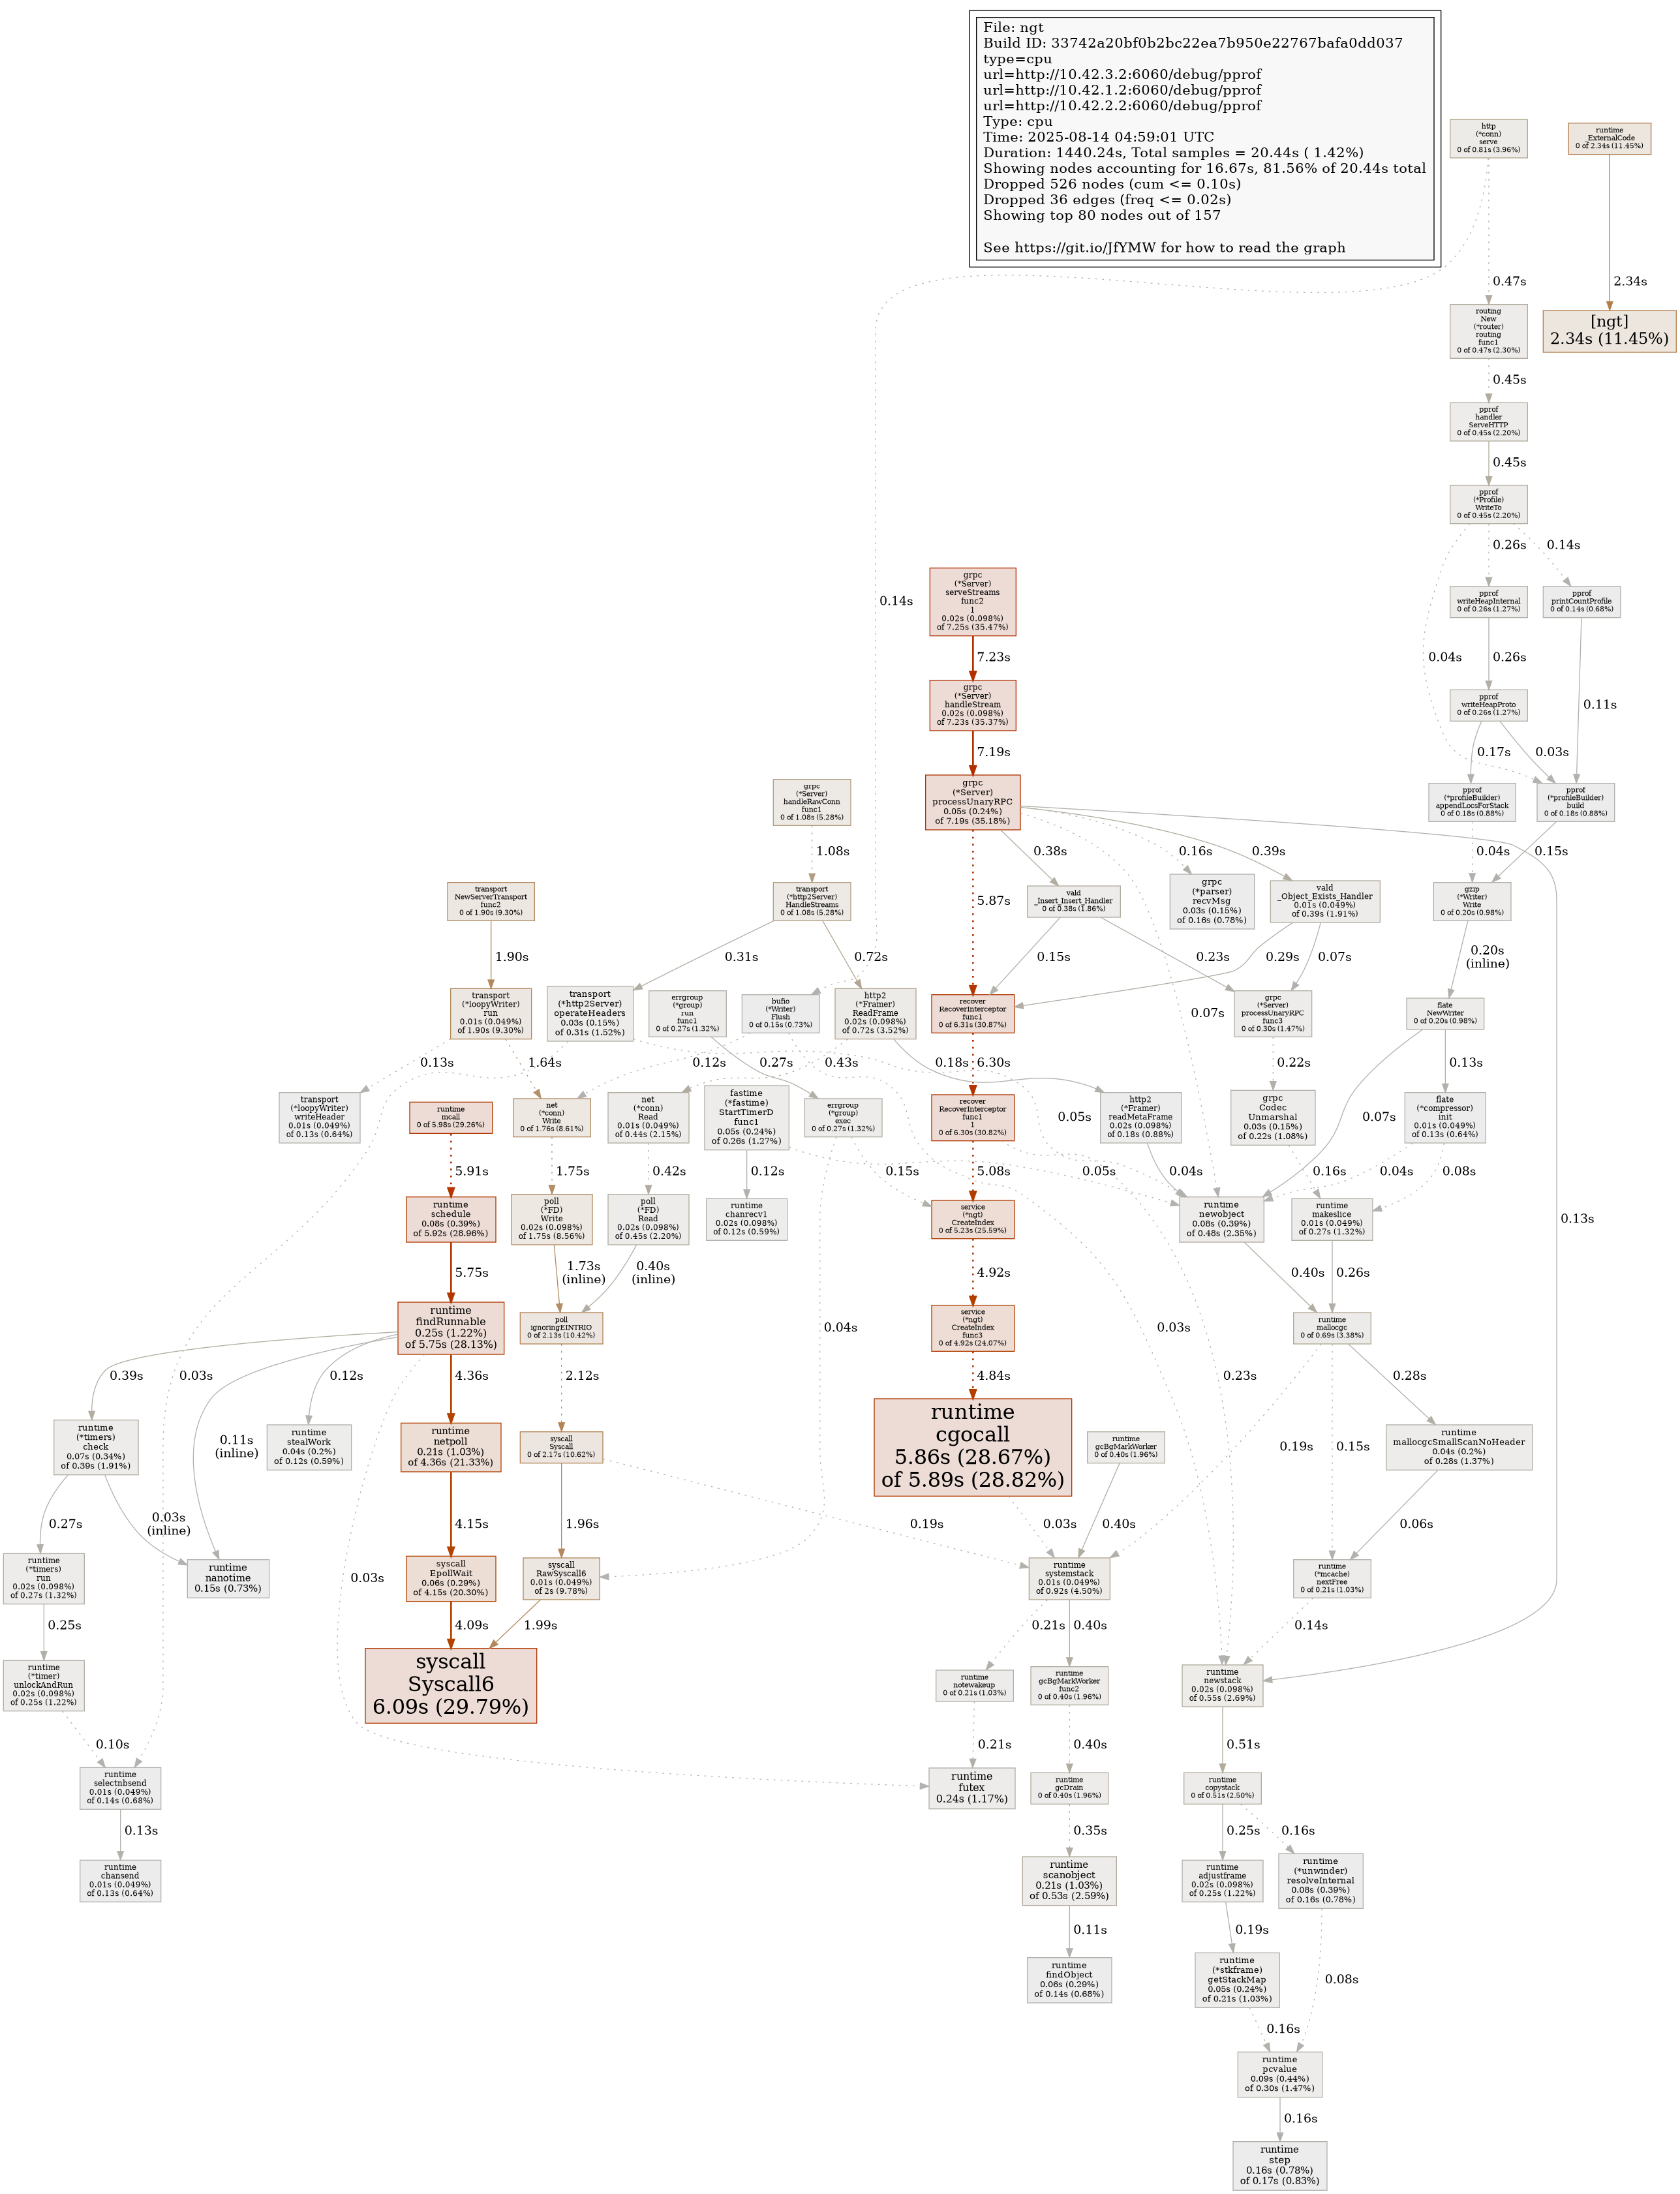 File: ngt
Build ID: 33742a20bf0b2bc22ea7b950e22767bafa0dd037
type=cpu
url=http://10.42.3.2:6060/debug/pprof
url=http://10.42.1.2:6060/debug/pprof
url=http://10.42.2.2:6060/debug/pprof
Type: cpu
Time: 2025-08-14 04:59:01 UTC
Duration: 1440.24s, Total samples = 20.44s ( 1.42%)
Showing nodes accounting for 16.67s, 81.56% of 20.44s total
Dropped 526 nodes (cum <= 0.10s)
Dropped 36 edges (freq <= 0.02s)
Showing top 80 nodes out of 157
See https://git.io/JfYMW for how to read the graph
http
(*conn)
serve
0 of 0.81s (3.96%)
runtime
_ExternalCode
0 of 2.34s (11.45%)
0.47s
2.34s
routing
New
(*router)
routing
func1
0 of 0.47s (2.30%)
[ngt]
2.34s (11.45%)
0.45s
pprof
handler
ServeHTTP
0 of 0.45s (2.20%)
0.45s
pprof
(*Profile)
WriteTo
0 of 0.45s (2.20%)
0.26s
0.14s
0.14s
0.04s
grpc
(*Server)
serveStreams
func2
1
0.02s (0.098%)
of 7.25s (35.47%)
pprof
writeHeapInternal
0 of 0.26s (1.27%)
pprof
printCountProfile
0 of 0.14s (0.68%)
7.23s
0.26s
0.11s
grpc
(*Server)
handleStream
0.02s (0.098%)
of 7.23s (35.37%)
pprof
writeHeapProto
0 of 0.26s (1.27%)
7.19s
0.17s
0.03s
grpc
(*Server)
handleRawConn
func1
0 of 1.08s (5.28%)
grpc
(*Server)
processUnaryRPC
0.05s (0.24%)
of 7.19s (35.18%)
pprof
(*profileBuilder)
appendLocsForStack
0 of 0.18s (0.88%)
pprof
(*profileBuilder)
build
0 of 0.18s (0.88%)
1.08s
5.87s
0.38s
0.16s
0.39s
0.07s
0.13s
0.04s
0.15s
transport
NewServerTransport
func2
0 of 1.90s (9.30%)
transport
(*http2Server)
HandleStreams
0 of 1.08s (5.28%)
vald
_Insert_Insert_Handler
0 of 0.38s (1.86%)
grpc
(*parser)
recvMsg
0.03s (0.15%)
of 0.16s (0.78%)
vald
_Object_Exists_Handler
0.01s (0.049%)
of 0.39s (1.91%)
gzip
(*Writer)
Write
0 of 0.20s (0.98%)
1.90s
0.31s
0.72s
0.15s
0.23s
0.29s
0.07s
0.20s
(inline)
transport
(*loopyWriter)
run
0.01s (0.049%)
of 1.90s (9.30%)
transport
(*http2Server)
operateHeaders
0.03s (0.15%)
of 0.31s (1.52%)
errgroup
(*group)
run
func1
0 of 0.27s (1.32%)
bufio
(*Writer)
Flush
0 of 0.15s (0.73%)
http2
(*Framer)
ReadFrame
0.02s (0.098%)
of 0.72s (3.52%)
recover
RecoverInterceptor
func1
0 of 6.31s (30.87%)
grpc
(*Server)
processUnaryRPC
func3
0 of 0.30s (1.47%)
flate
NewWriter
0 of 0.20s (0.98%)
0.13s
1.64s
0.12s
0.27s
0.43s
0.18s
6.30s
0.22s
0.13s
0.03s
0.05s
0.03s
0.07s
transport
(*loopyWriter)
writeHeader
0.01s (0.049%)
of 0.13s (0.64%)
runtime
mcall
0 of 5.98s (29.26%)
net
(*conn)
Write
0 of 1.76s (8.61%)
net
(*conn)
Read
0.01s (0.049%)
of 0.44s (2.15%)
fastime
(*fastime)
StartTimerD
func1
0.05s (0.24%)
of 0.26s (1.27%)
errgroup
(*group)
exec
0 of 0.27s (1.32%)
recover
RecoverInterceptor
func1
1
0 of 6.30s (30.82%)
http2
(*Framer)
readMetaFrame
0.02s (0.098%)
of 0.18s (0.88%)
grpc
Codec
Unmarshal
0.03s (0.15%)
of 0.22s (1.08%)
flate
(*compressor)
init
0.01s (0.049%)
of 0.13s (0.64%)
5.91s
1.75s
0.42s
0.12s
0.15s
5.08s
0.05s
0.04s
0.16s
0.04s
0.08s
0.04s
0.23s
runtime
schedule
0.08s (0.39%)
of 5.92s (28.96%)
poll
(*FD)
Write
0.02s (0.098%)
of 1.75s (8.56%)
poll
(*FD)
Read
0.02s (0.098%)
of 0.45s (2.20%)
runtime
chanrecv1
0.02s (0.098%)
of 0.12s (0.59%)
service
(*ngt)
CreateIndex
0 of 5.23s (25.59%)
runtime
newobject
0.08s (0.39%)
of 0.48s (2.35%)
runtime
makeslice
0.01s (0.049%)
of 0.27s (1.32%)
5.75s
1.73s
(inline)
0.40s
(inline)
4.92s
0.40s
0.26s
runtime
findRunnable
0.25s (1.22%)
of 5.75s (28.13%)
poll
ignoringEINTRIO
0 of 2.13s (10.42%)
service
(*ngt)
CreateIndex
func3
0 of 4.92s (24.07%)
runtime
mallocgc
0 of 0.69s (3.38%)
0.39s
0.11s
(inline)
0.12s
4.36s
0.03s
2.12s
4.84s
0.19s
0.15s
0.28s
runtime
(*timers)
check
0.07s (0.34%)
of 0.39s (1.91%)
runtime
stealWork
0.04s (0.2%)
of 0.12s (0.59%)
runtime
netpoll
0.21s (1.03%)
of 4.36s (21.33%)
syscall
Syscall
0 of 2.17s (10.62%)
runtime
cgocall
5.86s (28.67%)
of 5.89s (28.82%)
runtime
gcBgMarkWorker
0 of 0.40s (1.96%)
runtime
mallocgcSmallScanNoHeader
0.04s (0.2%)
of 0.28s (1.37%)
0.27s
0.03s
(inline)
4.15s
1.96s
0.19s
0.03s
0.40s
0.06s
runtime
(*timers)
run
0.02s (0.098%)
of 0.27s (1.32%)
runtime
nanotime
0.15s (0.73%)
syscall
EpollWait
0.06s (0.29%)
of 4.15s (20.30%)
syscall
RawSyscall6
0.01s (0.049%)
of 2s (9.78%)
runtime
systemstack
0.01s (0.049%)
of 0.92s (4.50%)
runtime
(*mcache)
nextFree
0 of 0.21s (1.03%)
0.25s
4.09s
1.99s
0.21s
0.40s
0.14s
runtime
(*timer)
unlockAndRun
0.02s (0.098%)
of 0.25s (1.22%)
syscall
Syscall6
6.09s (29.79%)
runtime
notewakeup
0 of 0.21s (1.03%)
runtime
gcBgMarkWorker
func2
0 of 0.40s (1.96%)
runtime
newstack
0.02s (0.098%)
of 0.55s (2.69%)
0.10s
0.21s
0.40s
0.51s
runtime
selectnbsend
0.01s (0.049%)
of 0.14s (0.68%)
runtime
futex
0.24s (1.17%)
runtime
gcDrain
0 of 0.40s (1.96%)
runtime
copystack
0 of 0.51s (2.50%)
0.13s
0.35s
0.25s
0.16s
runtime
chansend
0.01s (0.049%)
of 0.13s (0.64%)
runtime
scanobject
0.21s (1.03%)
of 0.53s (2.59%)
runtime
adjustframe
0.02s (0.098%)
of 0.25s (1.22%)
runtime
(*unwinder)
resolveInternal
0.08s (0.39%)
of 0.16s (0.78%)
0.11s
0.19s
0.08s
runtime
findObject
0.06s (0.29%)
of 0.14s (0.68%)
runtime
(*stkframe)
getStackMap
0.05s (0.24%)
of 0.21s (1.03%)
0.16s
runtime
pcvalue
0.09s (0.44%)
of 0.30s (1.47%)
0.16s
runtime
step
0.16s (0.78%)
of 0.17s (0.83%)